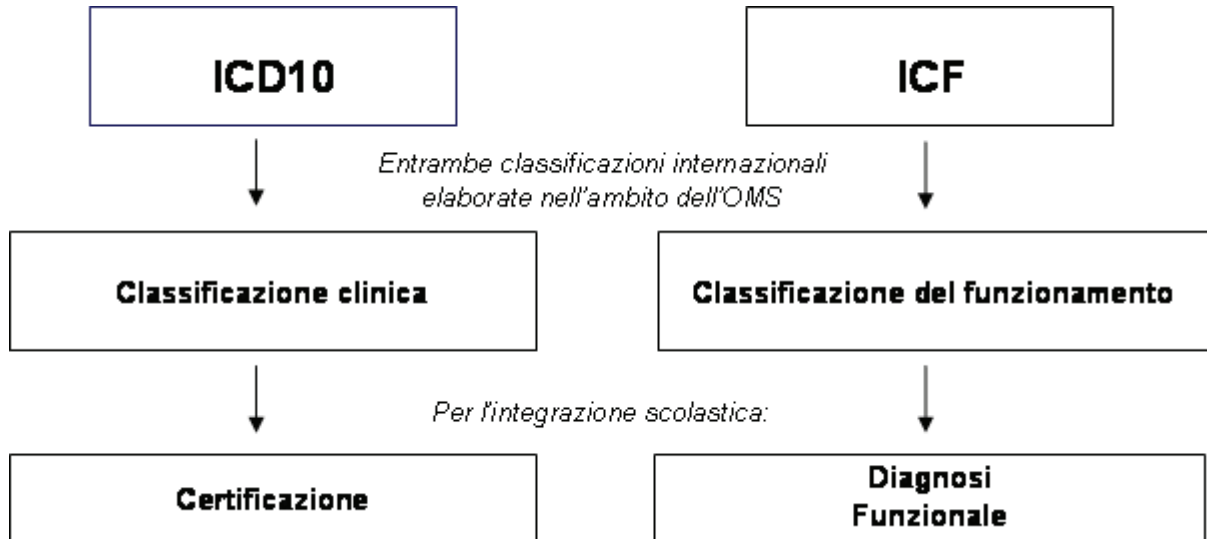 ICD10
ICF
Entrambe classificazioni internazionali
elaborate nell'ambito dell'OMS
Classificazione clinica
Classificazione del funzionamento
Per l'integrazione scolastica:
Certificazione
Diagnosi
Funzionale